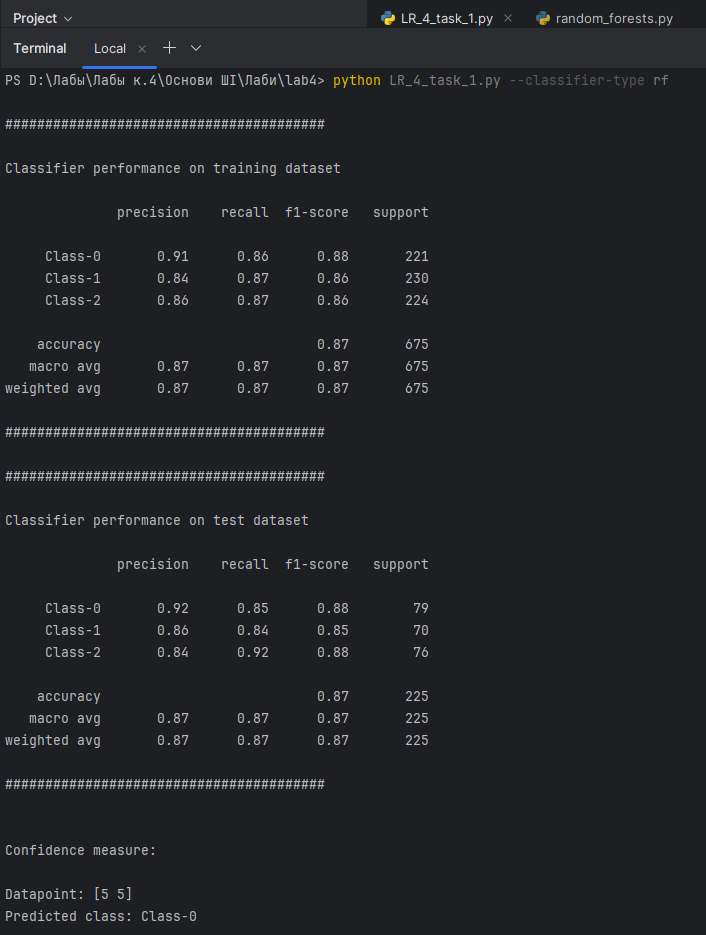 Project
LR_4_task_1.py
random_forests.py
Terminal Local
PS D:\Лабы\Лабы к.4\Основи ШІ\Лаби\lab4> python LR_4_task_1.py --classifier-type rf
########################################
Classifier performance on training dataset
precision recall f1-score support
Class-0 0.91 0.86 0.88 221
Class-1 0.84 0.87 0.86 230
Class-2 0.86 0.87 0.86 224
accuracy 0.87 675
macro avg 0.87 0.87 0.87 675
weighted avg 0.87 0.87 0.87 675
########################################
########################################
Classifier performance on test dataset
precision recall f1-score support
Class-0 0.92 0.85 0.88 79
Class-1 0.86 0.84 0.85 70
Class-2 0.84 0.92 0.88 76
accuracy 0.87 225
macro avg 0.87 0.87 0.87 225
weighted avg 0.87 0.87 0.87 225
########################################
Confidence measure:
Datapoint: [5 5]
Predicted class: Class-0